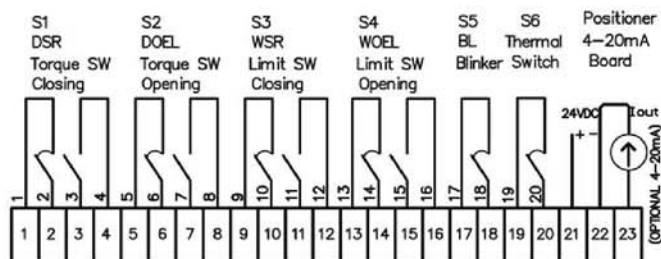 S1
DSR
Torque SW
Closing
S2
DOEL
Torque SW
Opening
S3
WSR
Limit SW
Closing
S4
WOEL
Limit SW
Opening
S5
BL
Blinker
S6
Thermal
Switch
Positioner
4-20mA
Board
24VDC
+ -
Iout
(OPTIONAL 4-20mA)
1 2 3 4 5 6 7 8 9 10 11 12 13 14 15 16 17 18 19 20
1 2 3 4 5 6 7 8 9 10 11 12 13 14 15 16 17 18 19 20 21 22 23